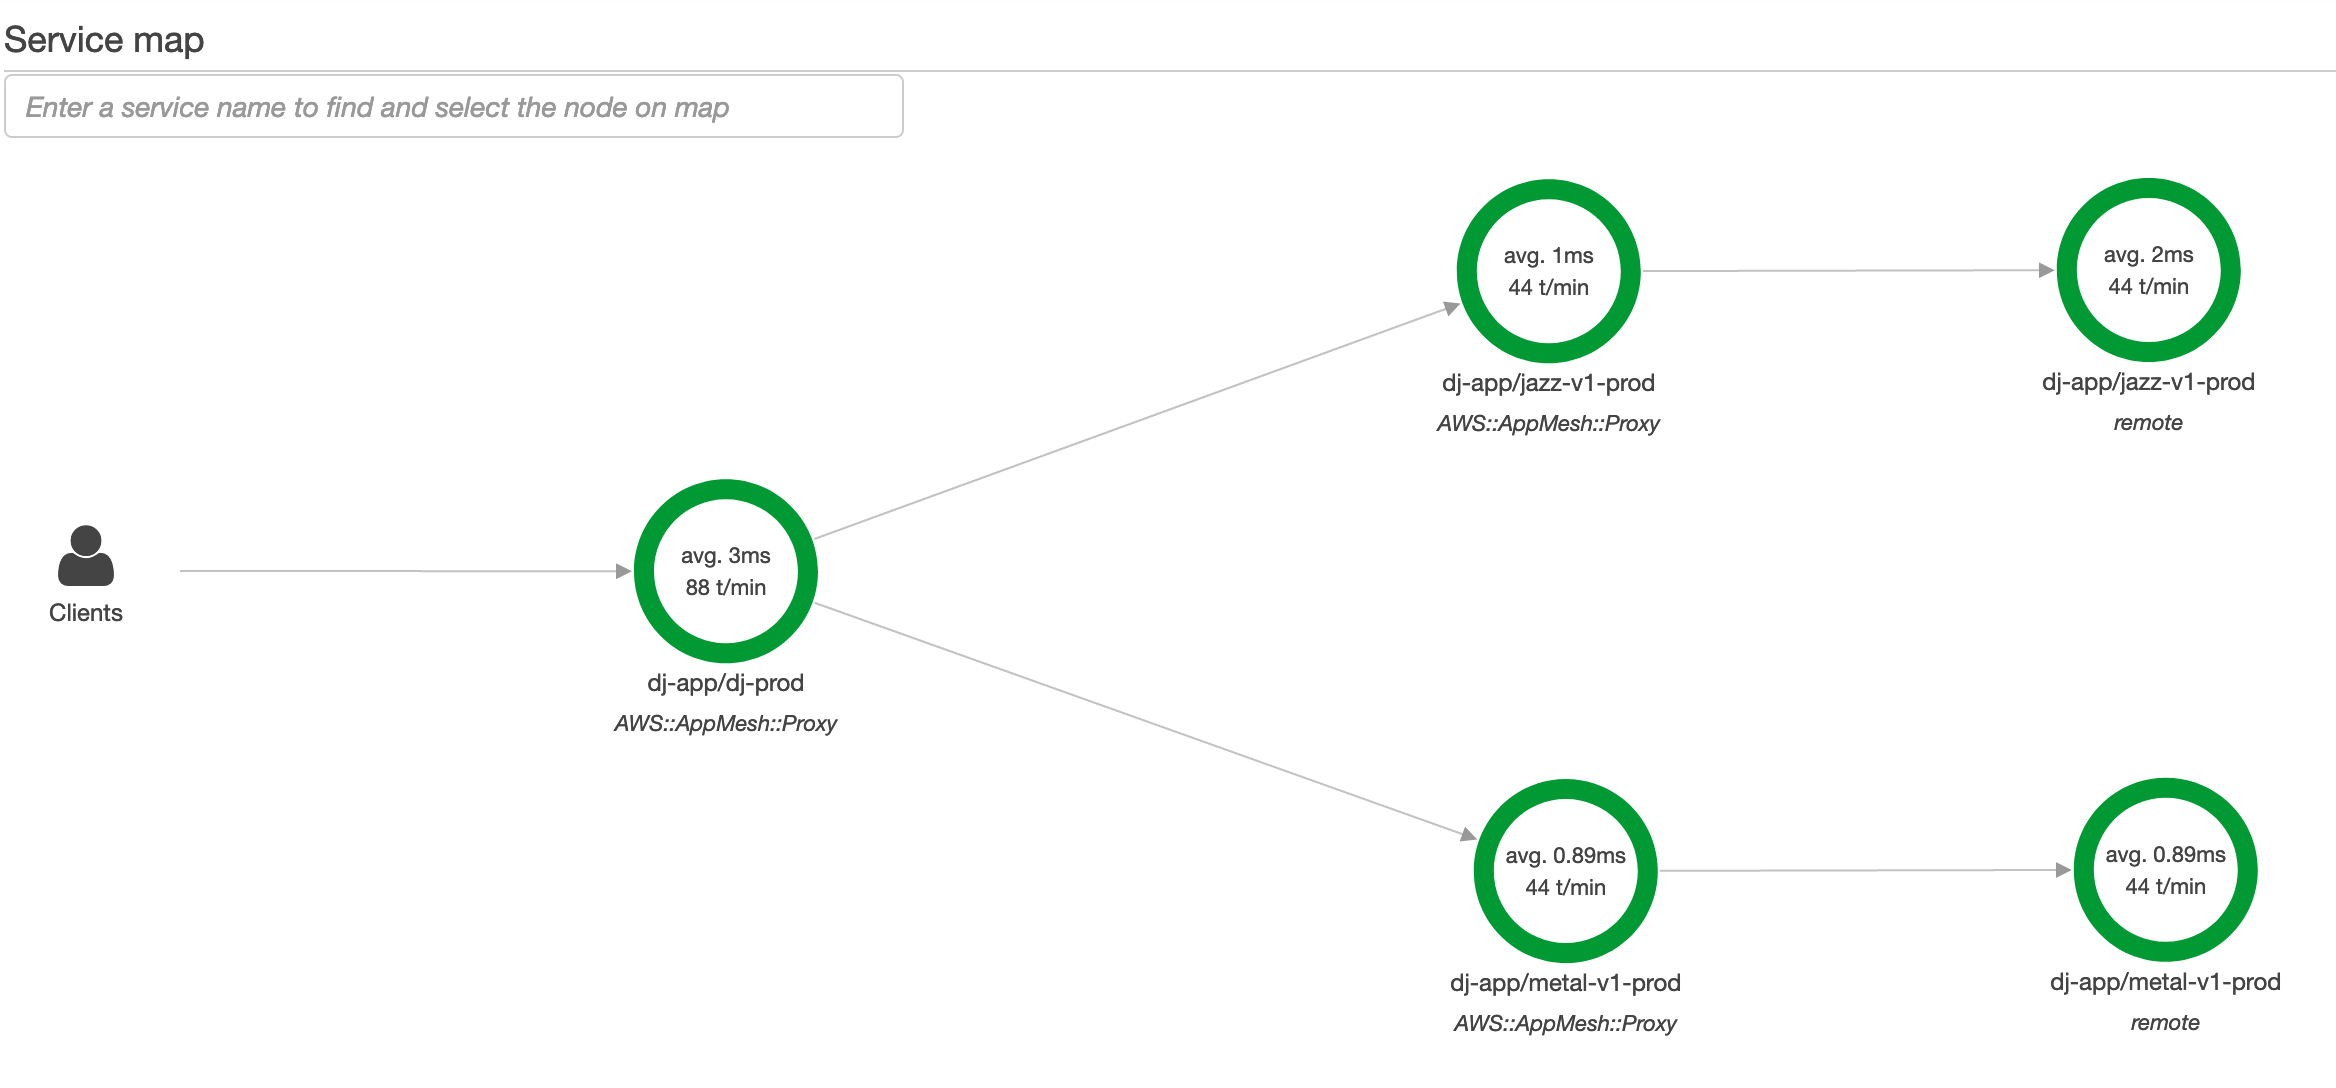 Service map
Enter a service name to find and select the node on map
avg. 1ms
44 t/min
dj-app/jazz-v1-prod
AWS::AppMesh::Proxy
avg. 2ms
44 t/min
dj-app/jazz-v1-prod
remote
Clients
avg. 3ms
88 t/min
dj-app/dj-prod
AWS::AppMesh::Proxy
avg. 0.89ms
44 t/min
dj-app/metal-v1-prod
AWS::AppMesh::Proxy
avg. 0.89ms
44 t/min
dj-app/metal-v1-prod
remote